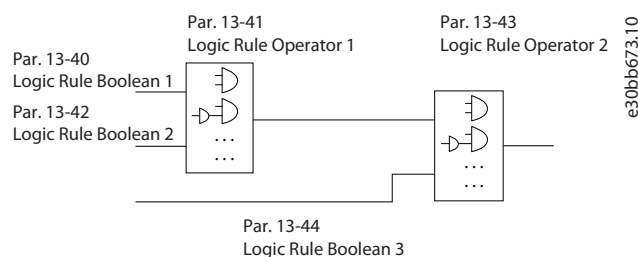 Par. 13-41
Logic Rule Operator 1
Par. 13-43
Logic Rule Operator 2
Par. 13-40
Logic Rule Boolean 1
Par. 13-42
Logic Rule Boolean 2
... 
...
...
...
Par. 13-44
Logic Rule Boolean 3
e30bb673.10